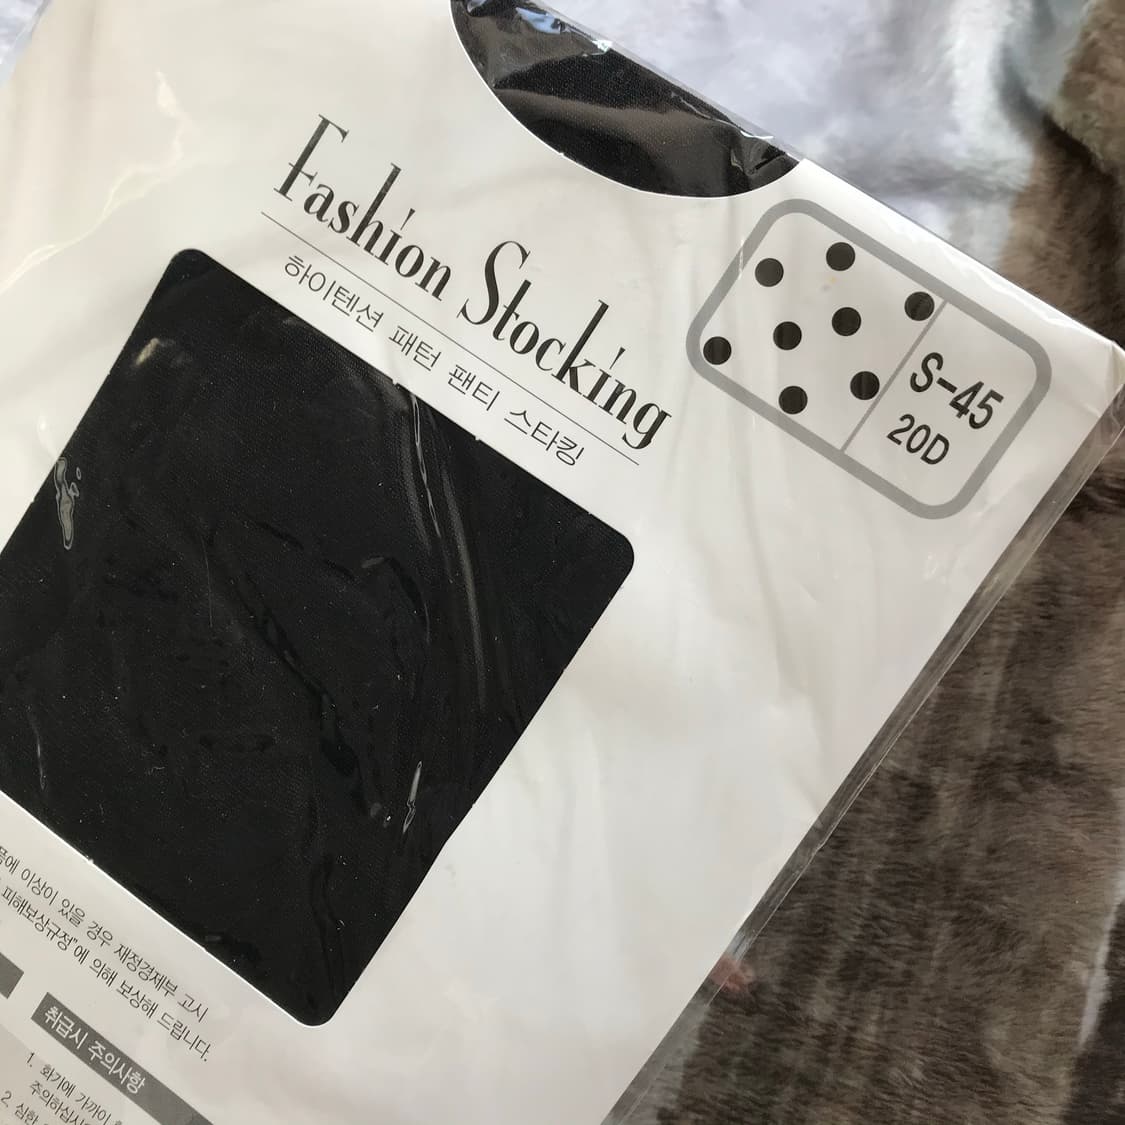 Fashion Stocking
하이텐션 패턴 팬티 스타킹
S-45
20D
이상이 있을 경우 재정경제부 고시
피해보상규정"에 의해 보상해 드립니다.
취급시 주의사항
1. 화기에 가까이
주의하십시
2. 심한